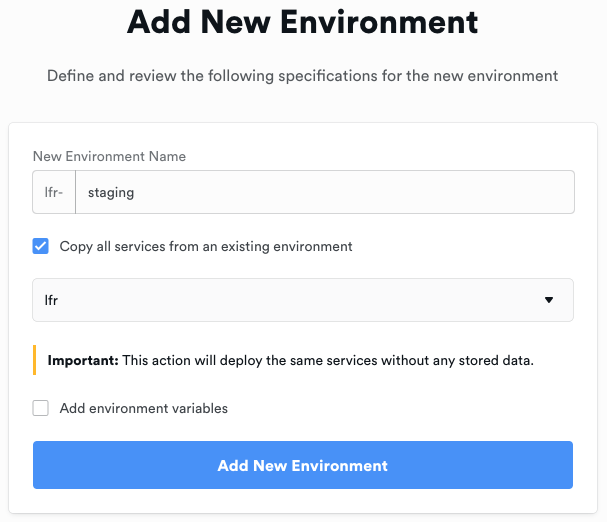 Add New Environment
Define and review the following specifications for the new environment
New Environment Name
lfr- staging
Copy all services from an existing environment
lfr
Important: This action will deploy the same services without any stored data.
Add environment variables
Add New Environment